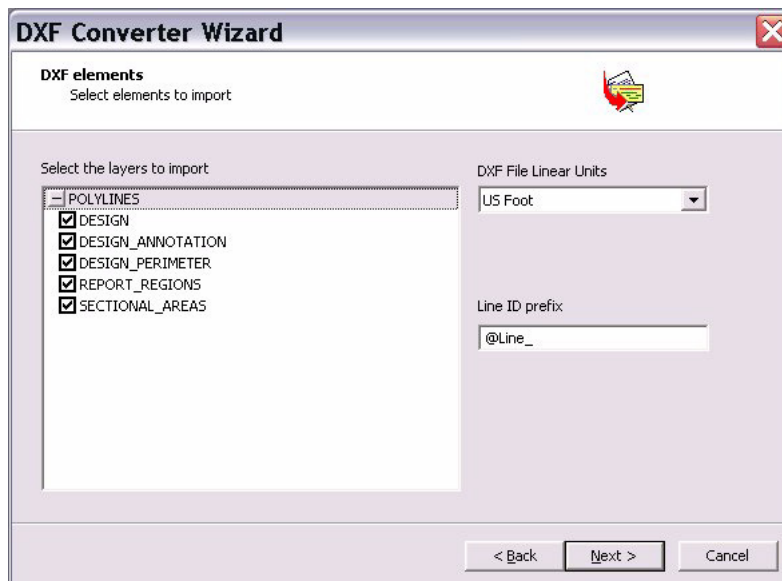 DXF Converter Wizard
DXF elements
Select elements to import
Select the layers to import
POLYLINES
DESIGN
DESIGN_ANNOTATION
DESIGN_PERIMETER
REPORT_REGIONS
SECTIONAL_AREAS
DXF File Linear Units
US Foot
Line ID prefix
@Line_
< Back
Next >
Cancel